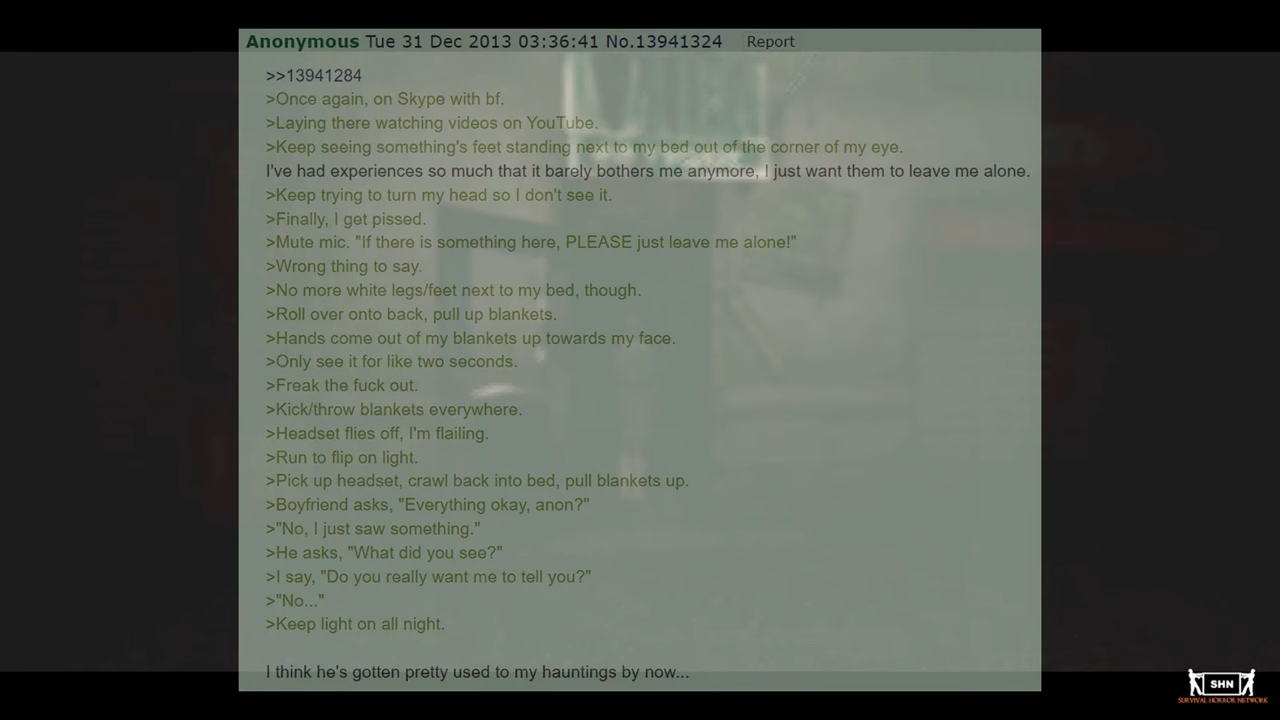 Anonymous Tue 31 Dec 2013 03:36:41 No.13941324 Report
>>13941284
>Once again, on Skype with bf.
>Laying there watching videos on YouTube.
>Keep seeing something's feet standing next to my bed out of the corner of my eye.
I've had experiences so much that it barely bothers me anymore, I just want them to leave me alone.
>Keep trying to turn my head so I don't see it.
>Finally, I get pissed.
>Mute mic. "If there is something here, PLEASE just leave me alone!"
>Wrong thing to say.
>No more white legs/feet next to my bed, though.
>Roll over onto back, pull up blankets.
>Hands come out of my blankets up towards my face.
>Only see it for like two seconds.
>Freak the fuck out.
>Kick/throw blankets everywhere.
>Headset flies off, I'm flailing.
>Run to flip on light.
>Pick up headset, crawl back into bed, pull blankets up.
>Boyfriend asks, "Everything okay, anon?"
>"No, I just saw something."
>He asks, "What did you see?"
>I say, "Do you really want me to tell you?"
>"No..."
>Keep light on all night.
I think he's gotten pretty used to my hauntings by now...
SHN
SURVIVAL HORROR NETWORK